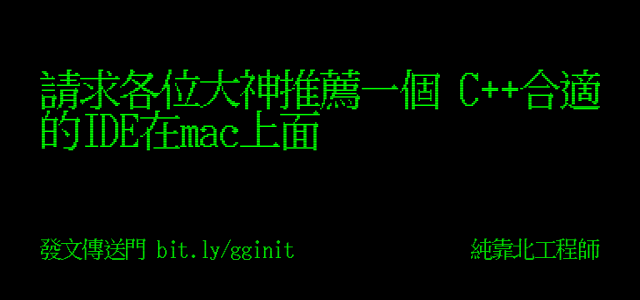 請求各位大神推薦一個 C++合適
的IDE在mac上面
發文傳送門 bit.ly/gginit
純靠北工程師